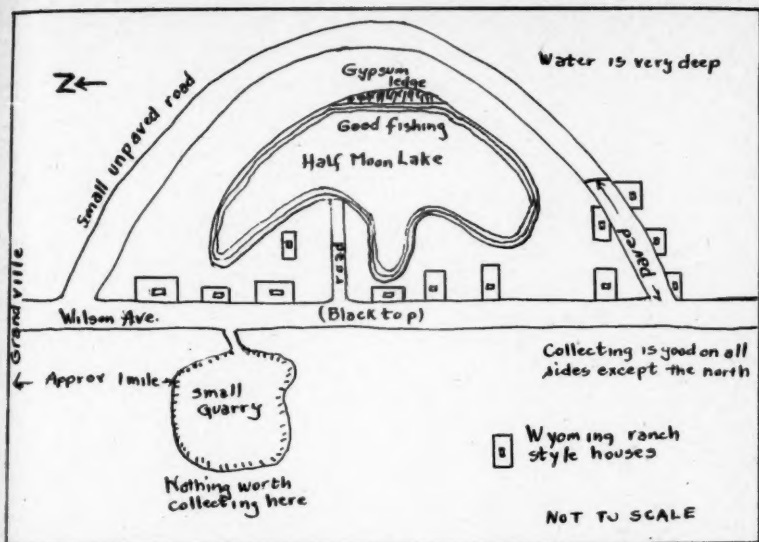 Water is very deep
Gypsum
ledge
N ←
Good fishing
Half Moon Lake
Small unpaved road
road
paved
Grandville
Wilson Ave.
(Blacktop)
← Approx 1 mile →
Small
Quarry
Collecting is good on all
sides except the north
Nothing worth
collecting here
Wyoming ranch
style houses
NOT TO SCALE